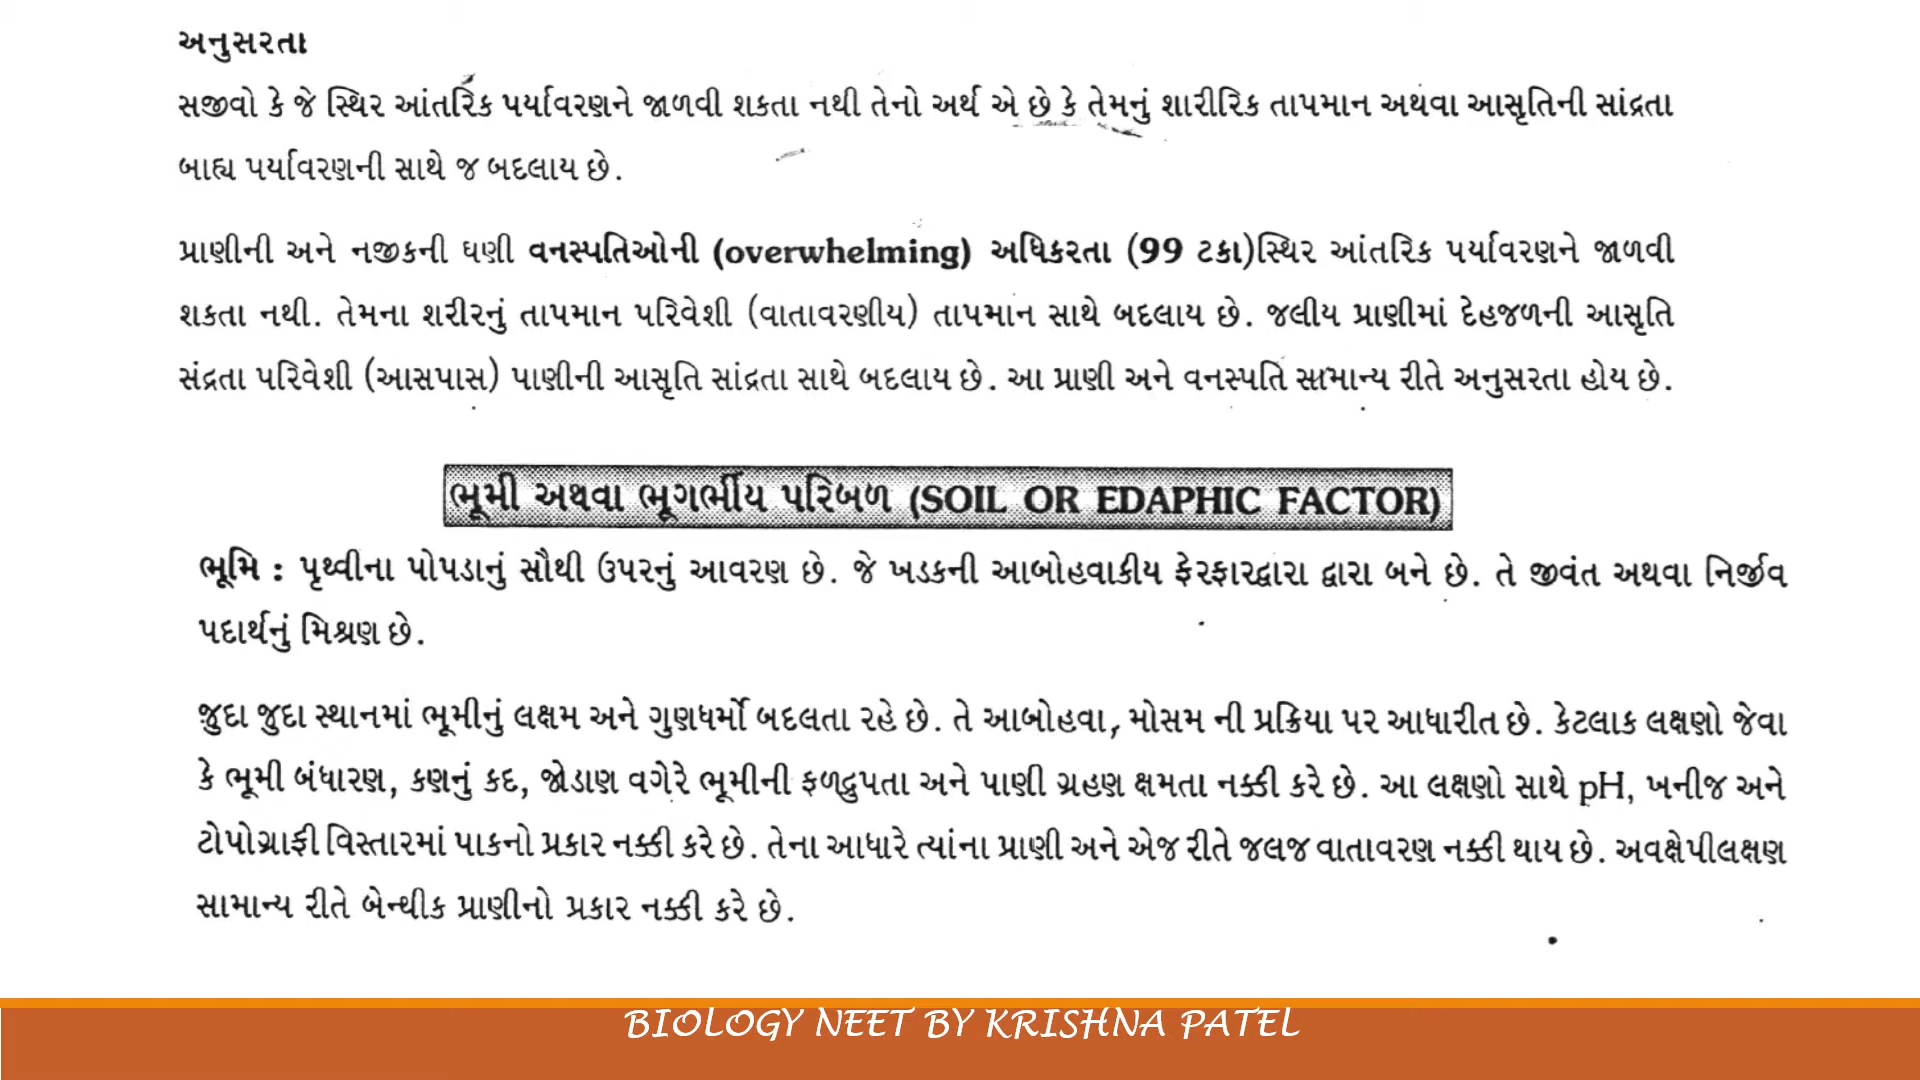 અનુસરતા
સજીવો કે જે સ્થિર આંતરિક પર્યાવરણને જાળવી શકતા નથી તેનો અર્થ એ છે કે તેમનું શારીરિક તાપમાન અથવા આસૃતિની સાંદ્રતા
બાહ્ય પર્યાવરણની સાથે જ બદલાય છે.
પ્રાણીની અને નજીકની ઘણી વનસ્પતિઓની (overwhelming) અધિકરતા (99 ટકા)સ્થિર આંતરિક પર્યાવરણને જાળવી
શકતા નથી. તેમના શરીરનું તાપમાન પરિવેશી (વાતાવરણીય) તાપમાન સાથે બદલાય છે. જલીય પ્રાણીમાં દેહજળની આસૃતિ
સંદ્રતા પરિવેશી (આસપાસ) પાણીની આસૃતિ સાંદ્રતા સાથે બદલાય છે. આ પ્રાણી અને વનસ્પતિ સામાન્ય રીતે અનુસરતા હોય છે.
ભૂમી અથવા ભૂગર્ભીય પરિબળ (SOIL OR EDAPHIC FACTOR)
ભૂમિ : પૃથ્વીના પોપડાનું સૌથી ઉપરનું આવરણ છે. જે ખડકની આબોહવાકીય ફેરફારદ્વારા દ્વારા બને છે. તે જીવંત અથવા નિર્જીવ
પદાર્થનું મિશ્રણ છે.
જુદા જુદા સ્થાનમાં ભૂમીનું લક્ષમ અને ગુણધર્મો બદલતા રહે છે. તે આબોહવા, મોસમ ની પ્રક્રિયા પર આધારીત છે. કેટલાક લક્ષણો જેવા
કે ભૂમી બંધારણ, કણનું કદ, જોડાણ વગેરે ભૂમીની ફળદ્રુપતા અને પાણી ગ્રહણ ક્ષમતા નક્કી કરે છે. આ લક્ષણો સાથે pH, ખનીજ અને
ટોપોગ્રાફી વિસ્તારમાં પાકનો પ્રકાર નક્કી કરે છે. તેના આધારે ત્યાંના પ્રાણી અને એજ રીતે જલજ વાતાવરણ નક્કી થાય છે. અવક્ષેપીલક્ષણ
સામાન્ય રીતે બેન્થીક પ્રાણીનો પ્રકાર નક્કી કરે છે.
BIOLOGY NEET BY KRISHNA PATEL